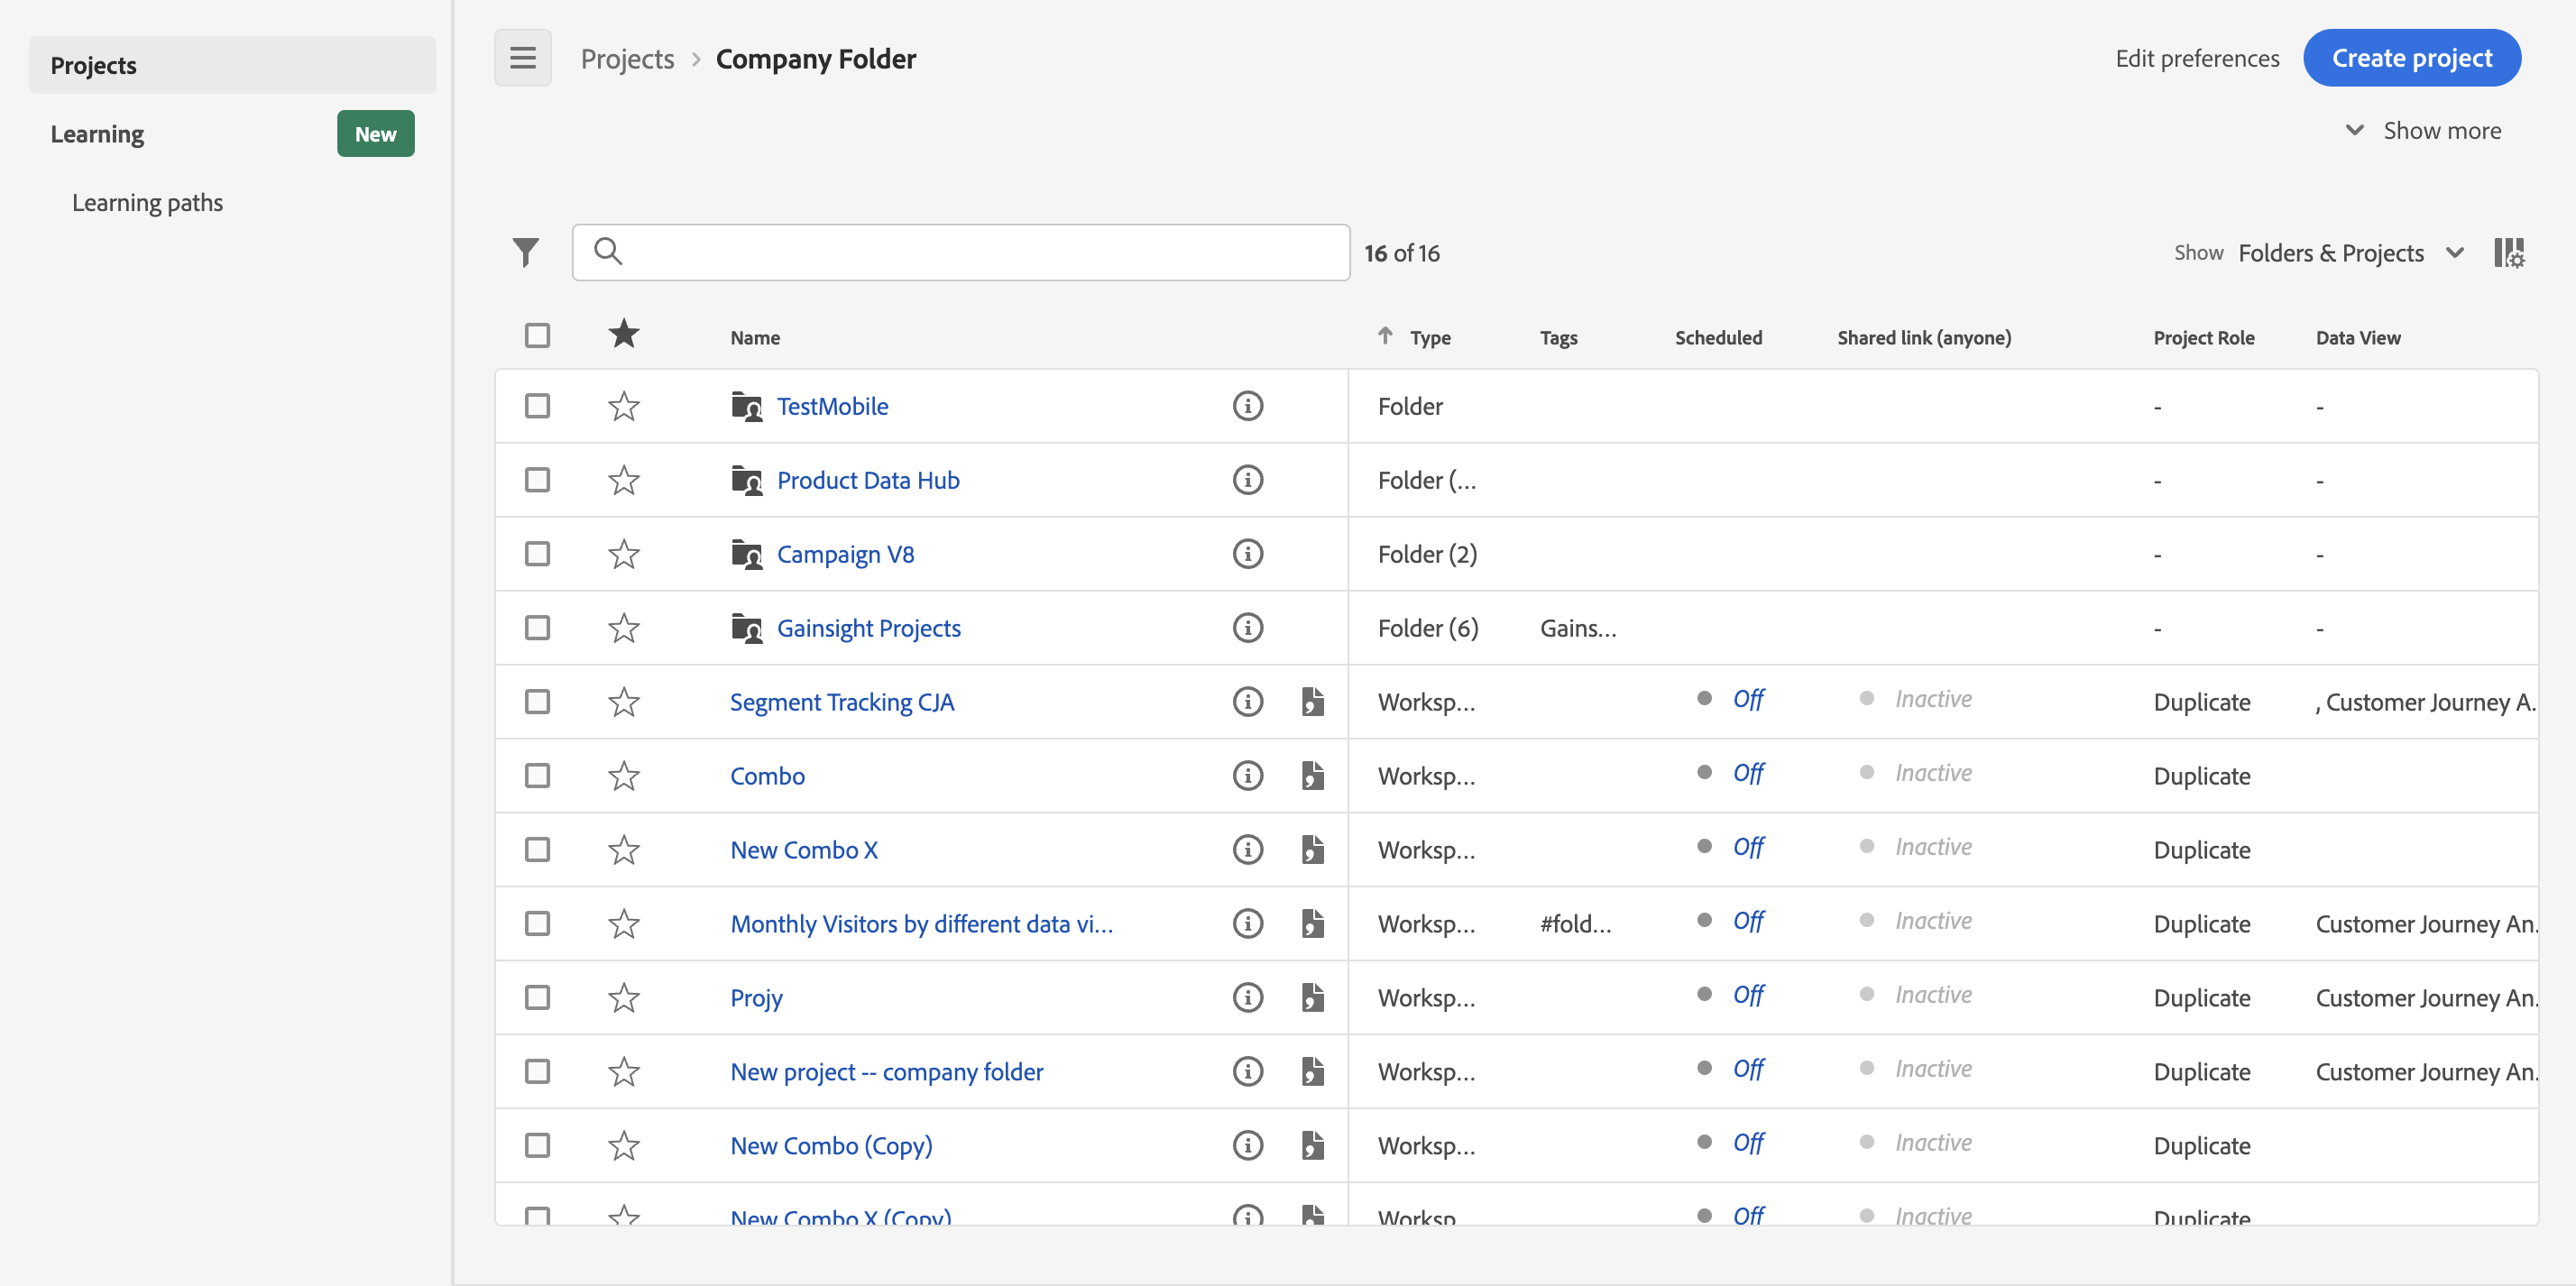 Projects
Learning
New
Learning paths
Projects > Company Folder
Edit preferences
Create project
Show more
16 of 16
Show Folders & Projects
Name Type Tags Scheduled Shared link (anyone) Project Role Data View
TestMobile Folder - -
Product Data Hub Folder (... - -
Campaign V8 Folder (2) - -
Gainsight Projects Folder (6) Gains... - -
Segment Tracking CJA Worksp... Off Inactive Duplicate , Customer Journey A.
Combo Worksp... Off Inactive Duplicate
New Combo X Worksp... Off Inactive Duplicate
Monthly Visitors by different data vi... Worksp... #fold... Off Inactive Duplicate Customer Journey An.
Projy Worksp... Off Inactive Duplicate Customer Journey An.
New project -- company folder Worksp... Off Inactive Duplicate Customer Journey An.
New Combo (Copy) Worksp... Off Inactive Duplicate
New Combo X (Copy) Worksp Off Inactive Duplicate